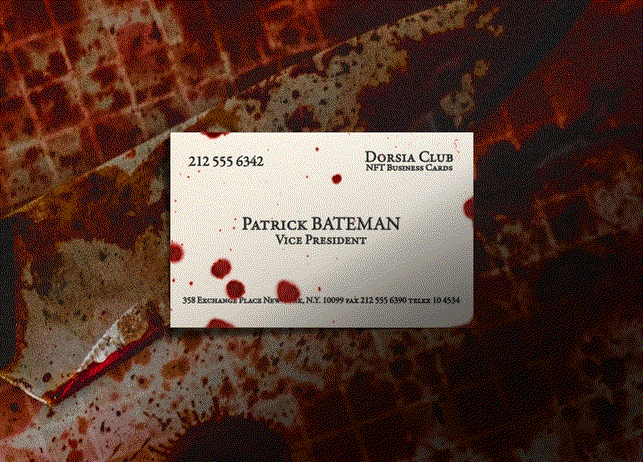 212 555 6342
Dorsia Club
NFT Business Cards
Patrick BATEMAN
Vice President
358 Exchange Place New York, N.Y. 10099 fax 212 555 6390 telex 10 4534